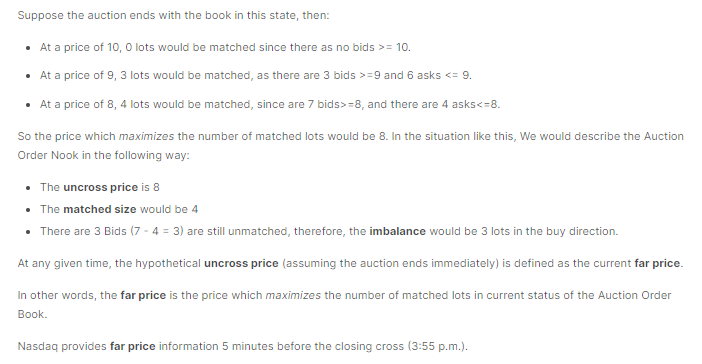 Suppose the auction ends with the book in this state, then:
• At a price of 10, 0 lots would be matched since there as no bids >= 10.
• At a price of 9, 3 lots would be matched, as there are 3 bids >=9 and 6 asks <= 9.
• At a price of 8, 4 lots would be matched, since are 7 bids>=8, and there are 4 asks<=8.
So the price which maximizes the number of matched lots would be 8. In the situation like this, We would describe the Auction
Order Nook in the following way:
• The uncross price is 8
• The matched size would be 4
• There are 3 Bids (7 - 4 = 3) are still unmatched, therefore, the imbalance would be 3 lots in the buy direction.
At any given time, the hypothetical uncross price (assuming the auction ends immediately) is defined as the current far price.
In other words, the far price is the price which maximizes the number of matched lots in current status of the Auction Order
Book.
Nasdaq provides far price information 5 minutes before the closing cross (3:55 p.m.).